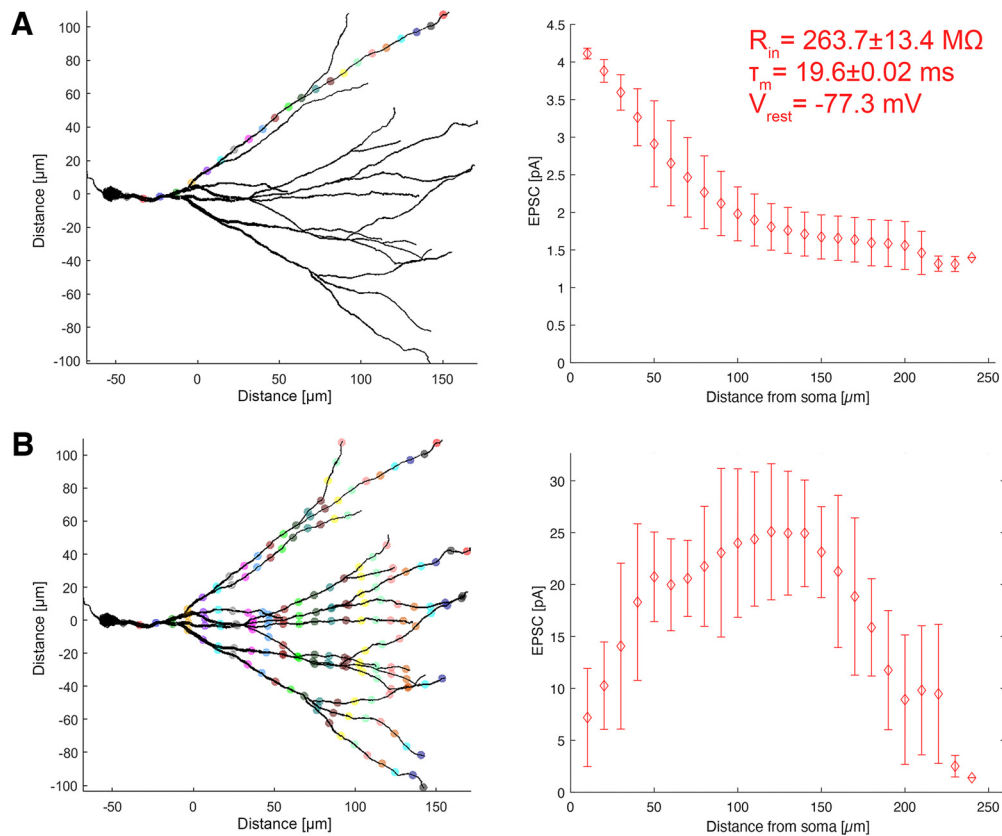 A
100
80
60
40
20
0
-20
-40
-60
-80
-100
Distance [µm]
-50 0 50 100 150
Distance [µm]
4.5
4
3.5
3
2.5
2
1.5
1
0.5
0
EPSC [pA]
R_in = 263.7±13.4 MΩ
τ_m = 19.6±0.02 ms
V_rest = -77.3 mV
0 50 100 150 200 250
Distance from soma [µm]
B
100
80
60
40
20
0
-20
-40
-60
-80
-100
Distance [µm]
-50 0 50 100 150
Distance [µm]
30
25
20
15
10
5
0
EPSC [pA]
0 50 100 150 200 250
Distance from soma [µm]